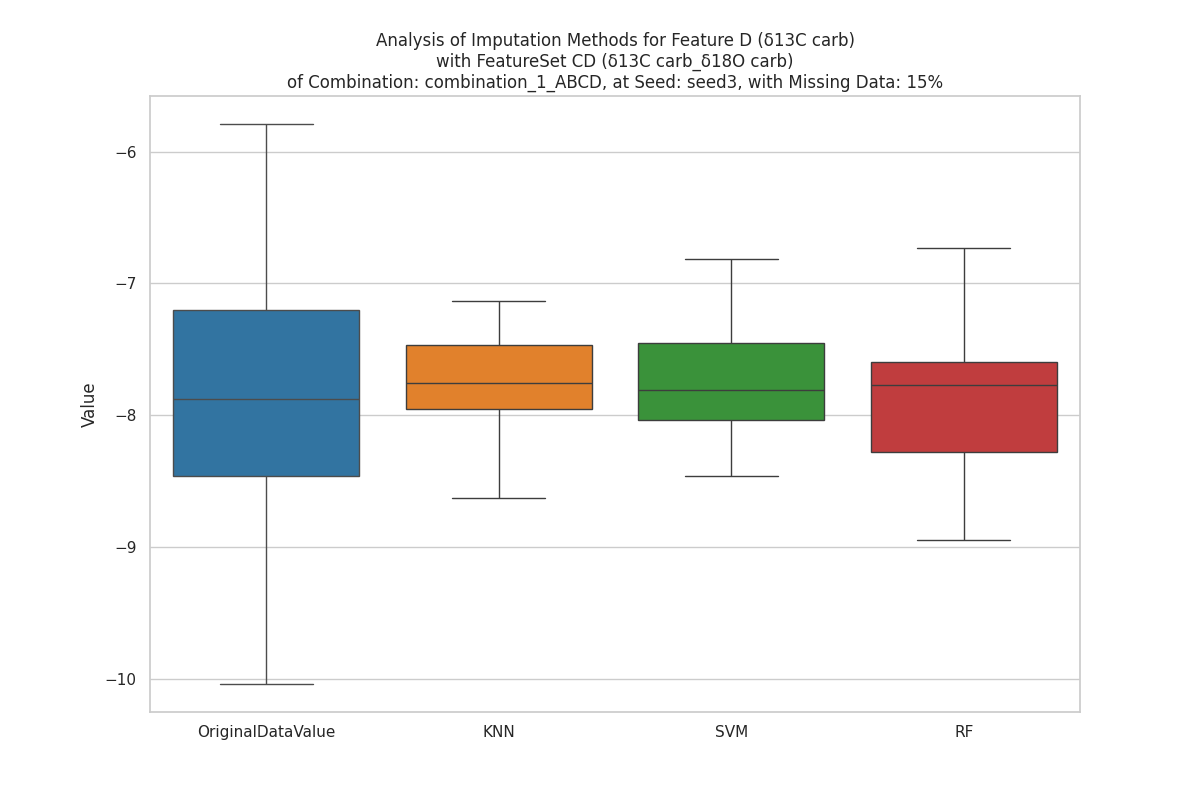 Analysis of Imputation Methods for Feature D (δ13C carb)
with FeatureSet CD (δ13C carb_δ18O carb)
of Combination: combination_1_ABCD, at Seed: seed3, with Missing Data: 15%
Value
−6
−7
−8
−9
−10
OriginalDataValue
KNN
SVM
RF